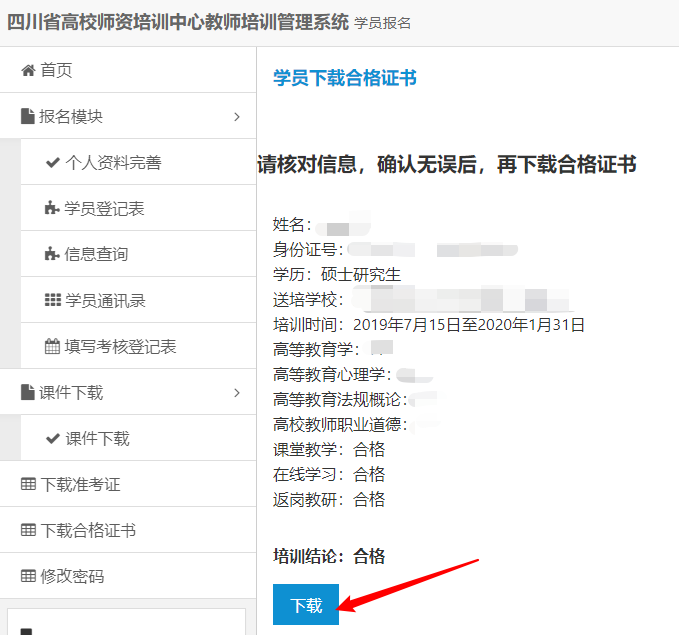 四川省高校师资培训中心教师培训管理系统 学员报名
首页
报名模块
个人资料完善
学员登记表
信息查询
学员通讯录
填写考核登记表
课件下载
课件下载
下载准考证
下载合格证书
修改密码
学员下载合格证书
请核对信息，确认无误后，再下载合格证书
姓名：
身份证号：
学历：硕士研究生
送培学校：
培训时间：2019年7月15日至2020年1月31日
高等教育学：
高等教育心理学：
高等教育法规概论：
高校教师职业道德：
课堂教学：合格
在线学习：合格
返岗教研：合格
培训结论：合格
下载